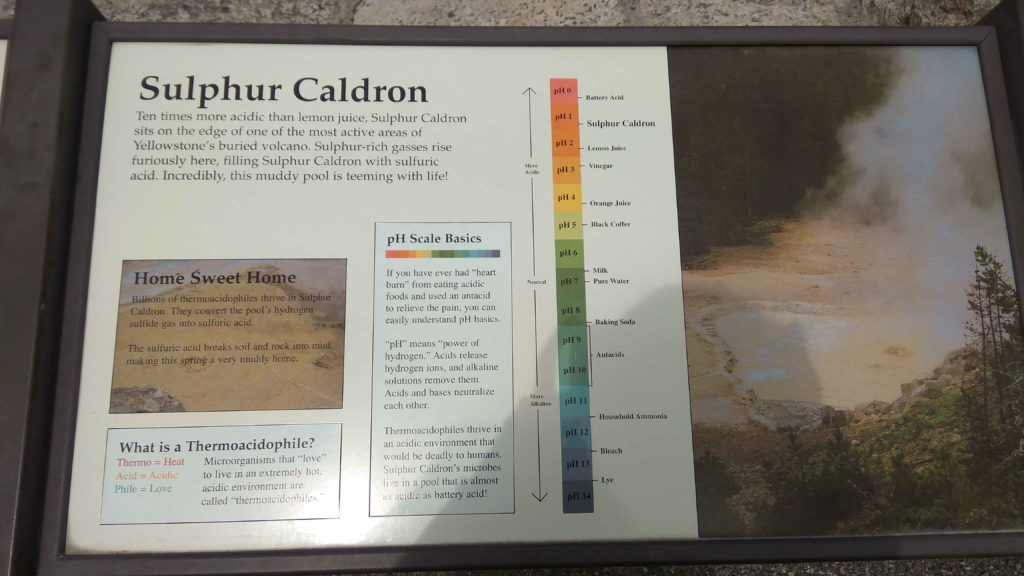 Sulphur Caldron
Ten times more acidic than lemon juice, Sulphur Caldron
sits on the edge of one of the most active areas of
Yellowstone's buried volcano. Sulphur-rich gasses rise
furiously here, filling Sulphur Caldron with sulfuric
acid. Incredibly, this muddy pool is teeming with life!
Home Sweet Home
Billions of thermoacidophiles thrive in Sulphur
Caldron. They convert the pool's hydrogen
sulfide gas into sulfuric acid.
The sulfuric acid breaks soil and rock into mud,
making this spring a very muddy home.
What is a Thermoacidophile?
Thermo = Heat
Acid = Acidic
Phile = Love
Microorganisms that "love"
to live in an extremely hot,
acidic environment are
called "thermoacidophiles."
pH Scale Basics
If you have ever had "heart
burn" from eating acidic
foods and used an antacid
to relieve the pain, you can
easily understand pH basics.
"pH" means "power of
hydrogen." Acids release
hydrogen ions, and alkaline
solutions remove them.
Acids and bases neutralize
each other.
Thermoacidophiles thrive in
an acidic environment that
would be deadly to humans.
Sulphur Caldron's microbes
live in a pool that is almost
as acidic as battery acid!
More
Acidic
Neutral
More
Alkaline
pH 0
Battery Acid
pH 1
Sulphur Caldron
pH 2
Lemon Juice
pH 3
Vinegar
pH 4
Orange Juice
pH 5
Black Coffee
pH 6
Milk
pH 7
Pure Water
pH 8
Baking Soda
pH 9
Antacids
pH 10
pH 11
Household Ammonia
pH 12
Bleach
pH 13
Lye
pH 14